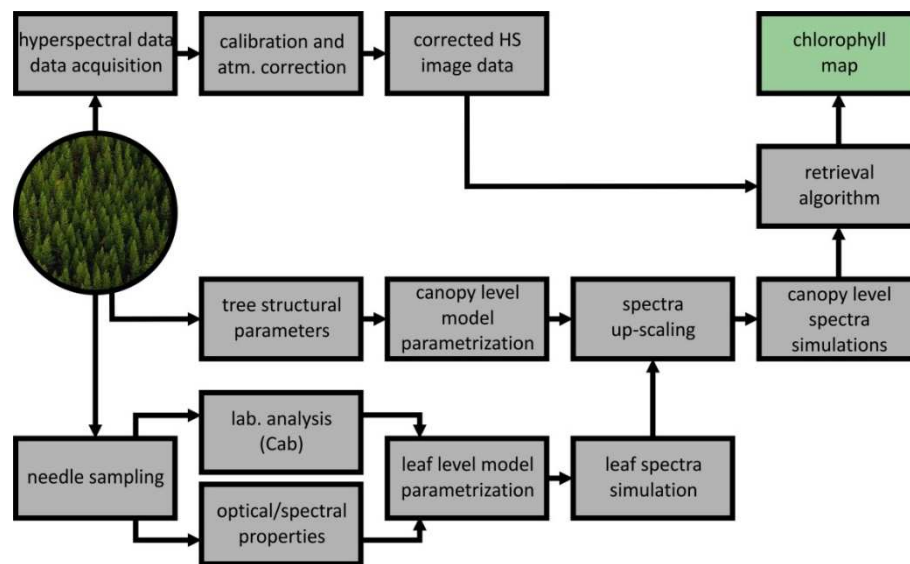 hyperspectral data
data acquisition
calibration and
atm. correction
corrected HS
image data
chlorophyll
map
retrieval
algorithm
tree structural
parameters
canopy level
model
parametrization
spectra
up-scaling
canopy level
spectra
simulations
needle sampling
lab. analysis
(Cab)
optical/spectral
properties
leaf level model
parametrization
leaf spectra
simulation